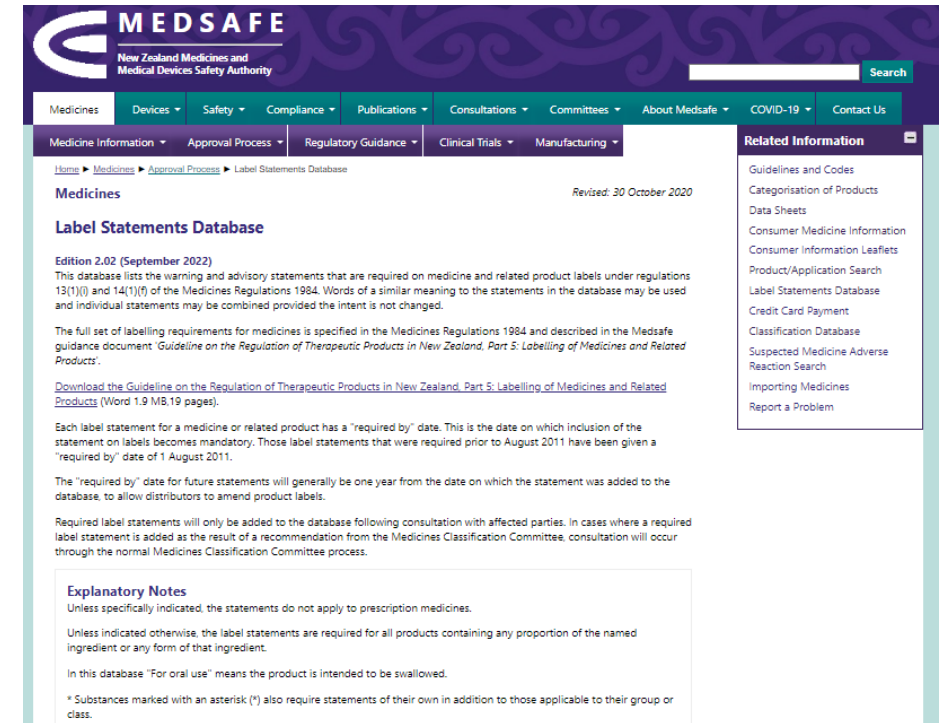 MEDSAFE
New Zealand Medicines and
Medical Devices Safety Authority
Search
Medicines
Devices
Safety
Compliance
Publications
Consultations
Committees
About Medsafe
COVID-19
Contact Us
Medicine Information
Approval Process
Regulatory Guidance
Clinical Trials
Manufacturing
Home ► Medicines ► Approval Process ► Label Statements Database
Medicines
Revised: 30 October 2020
Label Statements Database
Edition 2.02 (September 2022)
This database lists the warning and advisory statements that are required on medicine and related product labels under regulations
13(1)(i) and 14(1)(f) of the Medicines Regulations 1984. Words of a similar meaning to the statements in the database may be used
and individual statements may be combined provided the intent is not changed.
The full set of labelling requirements for medicines is specified in the Medicines Regulations 1984 and described in the Medsafe
guidance document 'Guideline on the Regulation of Therapeutic Products in New Zealand, Part 5: Labelling of Medicines and Related
Products'.
Download the Guideline on the Regulation of Therapeutic Products in New Zealand, Part 5: Labelling of Medicines and Related
Products (Word 1.9 MB,19 pages).
Each label statement for a medicine or related product has a "required by" date. This is the date on which inclusion of the
statement on labels becomes mandatory. Those label statements that were required prior to August 2011 have been given a
"required by" date of 1 August 2011.
The "required by" date for future statements will generally be one year from the date on which the statement was added to the
database, to allow distributors to amend product labels.
Required label statements will only be added to the database following consultation with affected parties. In cases where a required
label statement is added as the result of a recommendation from the Medicines Classification Committee, consultation will occur
through the normal Medicines Classification Committee process.
Explanatory Notes
Unless specifically indicated, the statements do not apply to prescription medicines.
Unless indicated otherwise, the label statements are required for all products containing any proportion of the named
ingredient or any form of that ingredient.
In this database "For oral use" means the product is intended to be swallowed.
* Substances marked with an asterisk (*) also require statements of their own in addition to those applicable to their group or
class.
Related Information
Guidelines and Codes
Categorisation of Products
Data Sheets
Consumer Medicine Information
Consumer Information Leaflets
Product/Application Search
Label Statements Database
Credit Card Payment
Classification Database
Suspected Medicine Adverse
Reaction Search
Importing Medicines
Report a Problem